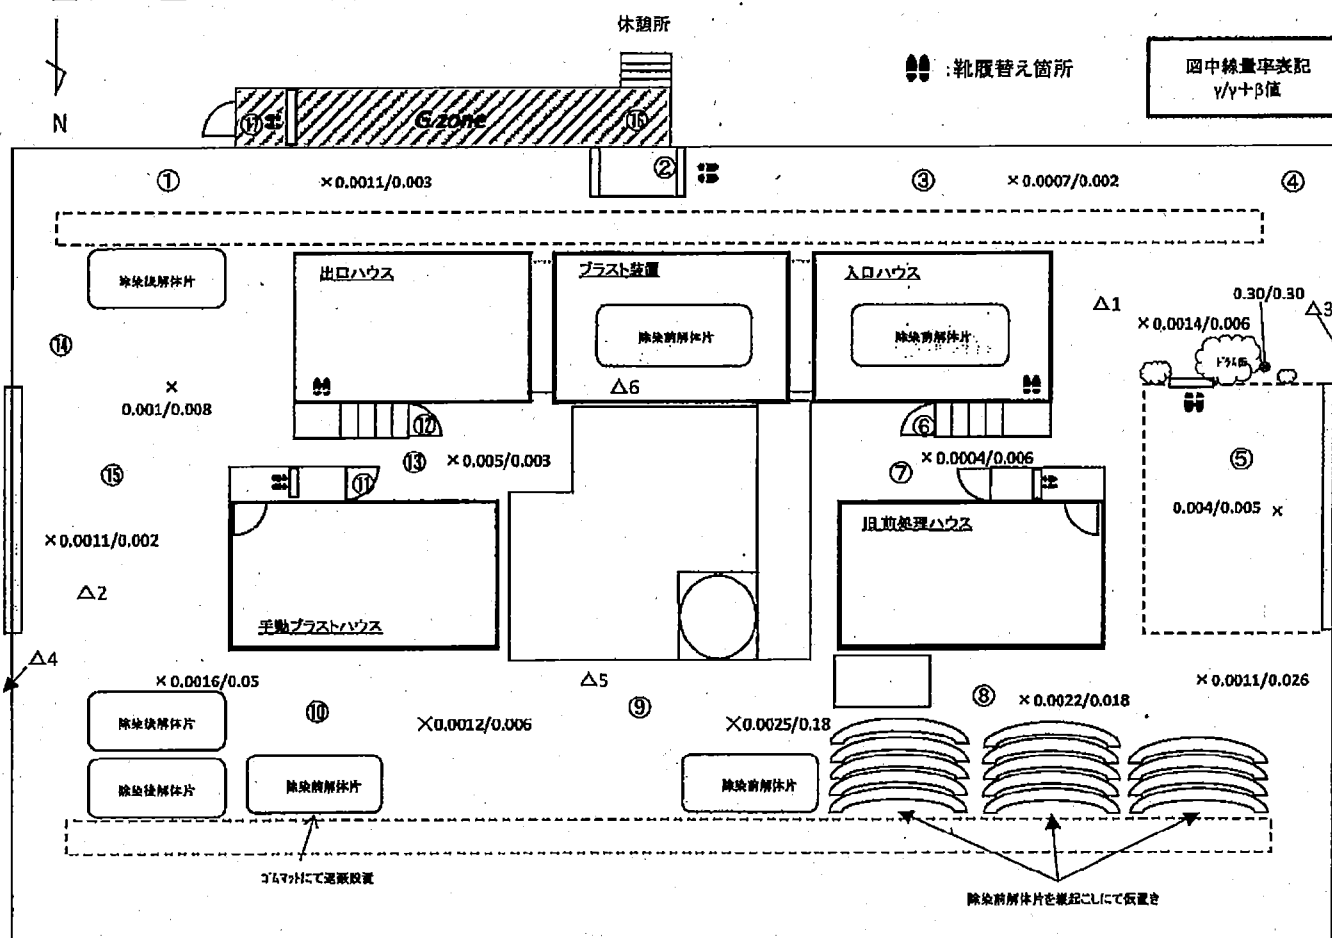 休憩所
:靴履替え箇所
図中線量率表記
γ/γ+β値
N
⑰
G zone
⑯
①
×0.0011/0.003
②
③
×0.0007/0.002
④
除染後解体片
出口ハウス
ブラスト装置
入口ハウス
除染前解体片
除染前解体片
△1
0.30/0.30
△3
×0.0014/0.006
ドラム缶
⑭
△6
×
0.001/0.008
⑫
⑥
⑬
×0.005/0.003
⑦
×0.0004/0.006
⑤
⑮
⑪
0.004/0.005 ×
旧前処理ハウス
×0.0011/0.002
△2
手動ブラストハウス
△4
×0.0016/0.05
△5
×0.0011/0.026
⑧
×0.0022/0.018
⑩
⑨
×0.0012/0.006
×0.0025/0.18
除染後解体片
除染後解体片
除染前解体片
除染前解体片
ゴムマットにて遮蔽設置
除染前解体片を縦起こしにて仮置き